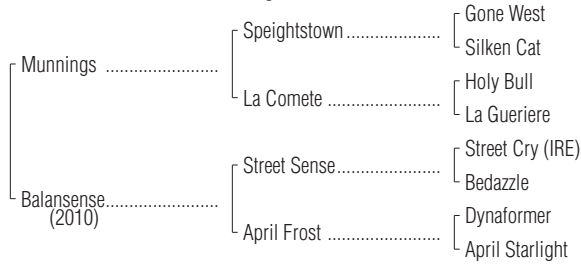 Gone West
Speightstown ....................
Silken Cat
Munnings ........................
Holy Bull
La Comete ........................
La Gueriere
Street Cry (IRE)
Street Sense......................
Bedazzle
Balansense........................
(2010)
Dynaformer
April Frost ........................
April Starlight